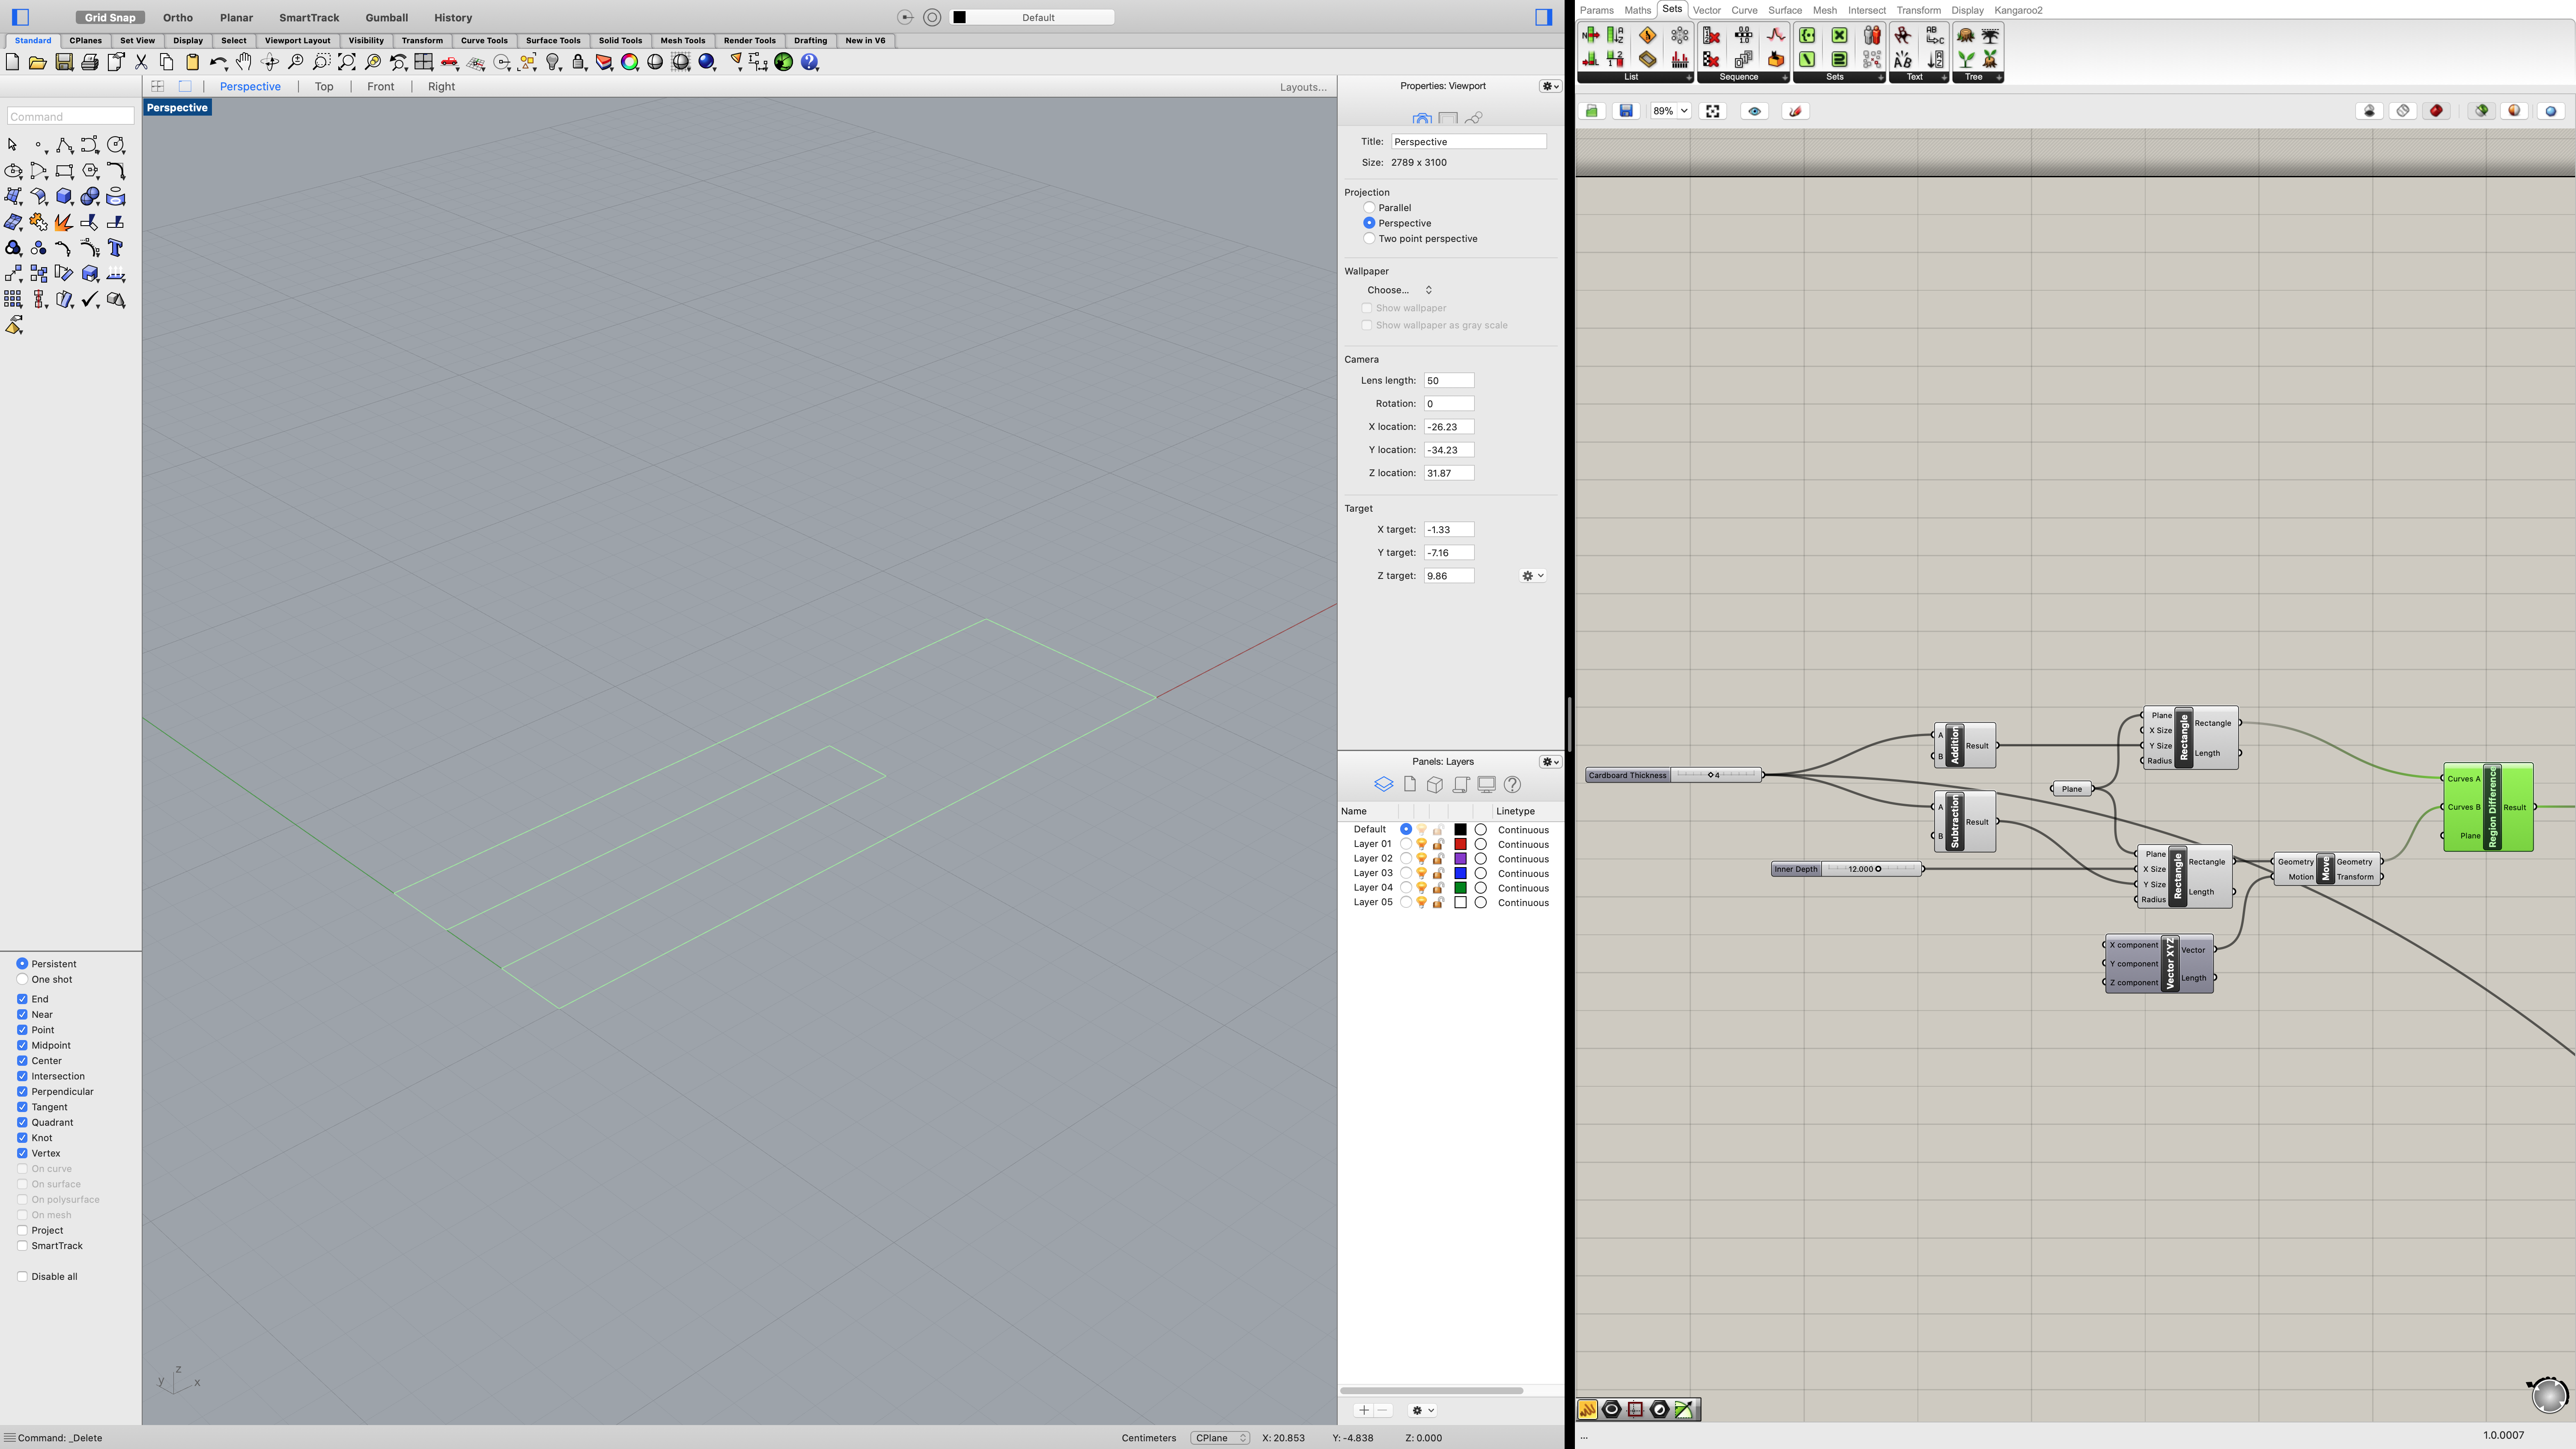 Grid Snap Ortho Planar SmartTrack Gumball History Default
Standard CPlanes Set View Display Select Viewport Layout Visibility Transform Curve Tools Surface Tools Solid Tools Mesh Tools Render Tools Drafting New in V6
Perspective Top Front Right Layouts...
Perspective
Command
Persistent
One shot
End
Near
Point
Midpoint
Center
Intersection
Perpendicular
Tangent
Quadrant
Knot
Vertex
On curve
On surface
On polysurface
On mesh
Project
SmartTrack
Disable all
z
y x
Properties: Viewport
Title: Perspective
Size: 2789 x 3100
Projection
Parallel
Perspective
Two point perspective
Wallpaper
Choose...
Show wallpaper
Show wallpaper as gray scale
Camera
Lens length: 50
Rotation: 0
X location: -26.23
Y location: -34.23
Z location: 31.87
Target
X target: -1.33
Y target: -7.16
Z target: 9.86
Panels: Layers
Name Linetype
Default Continuous
Layer 01 Continuous
Layer 02 Continuous
Layer 03 Continuous
Layer 04 Continuous
Layer 05 Continuous
Command: _Delete
Centimeters CPlane X: 20.853 Y: -4.838 Z: 0.000
Params Maths Sets Vector Curve Surface Mesh Intersect Transform Display Kangaroo2
List Sequence Sets Text Tree
89%
Cardboard Thickness 4
A
B
Addition
Result
A
B
Subtraction
Result
Inner Depth 12.000
Plane
Plane
X Size
Y Size
Radius
Rectangle
Rectangle
Length
Plane
X Size
Y Size
Radius
Rectangle
Rectangle
Length
X component
Y component
Z component
Vector XYZ
Vector
Length
Geometry
Motion
Move
Geometry
Transform
Curves A
Curves B
Plane
Region Difference
Result
...
1.0.0007